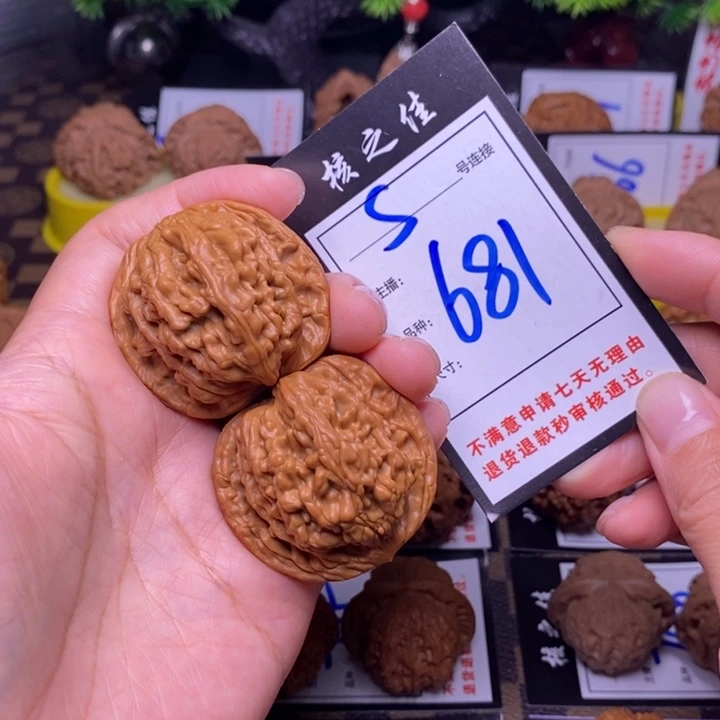 核之佳
5 号连接
主播:
品种:
尺寸:
681
不满意申请七天无理由
退货退款秒审核通过。